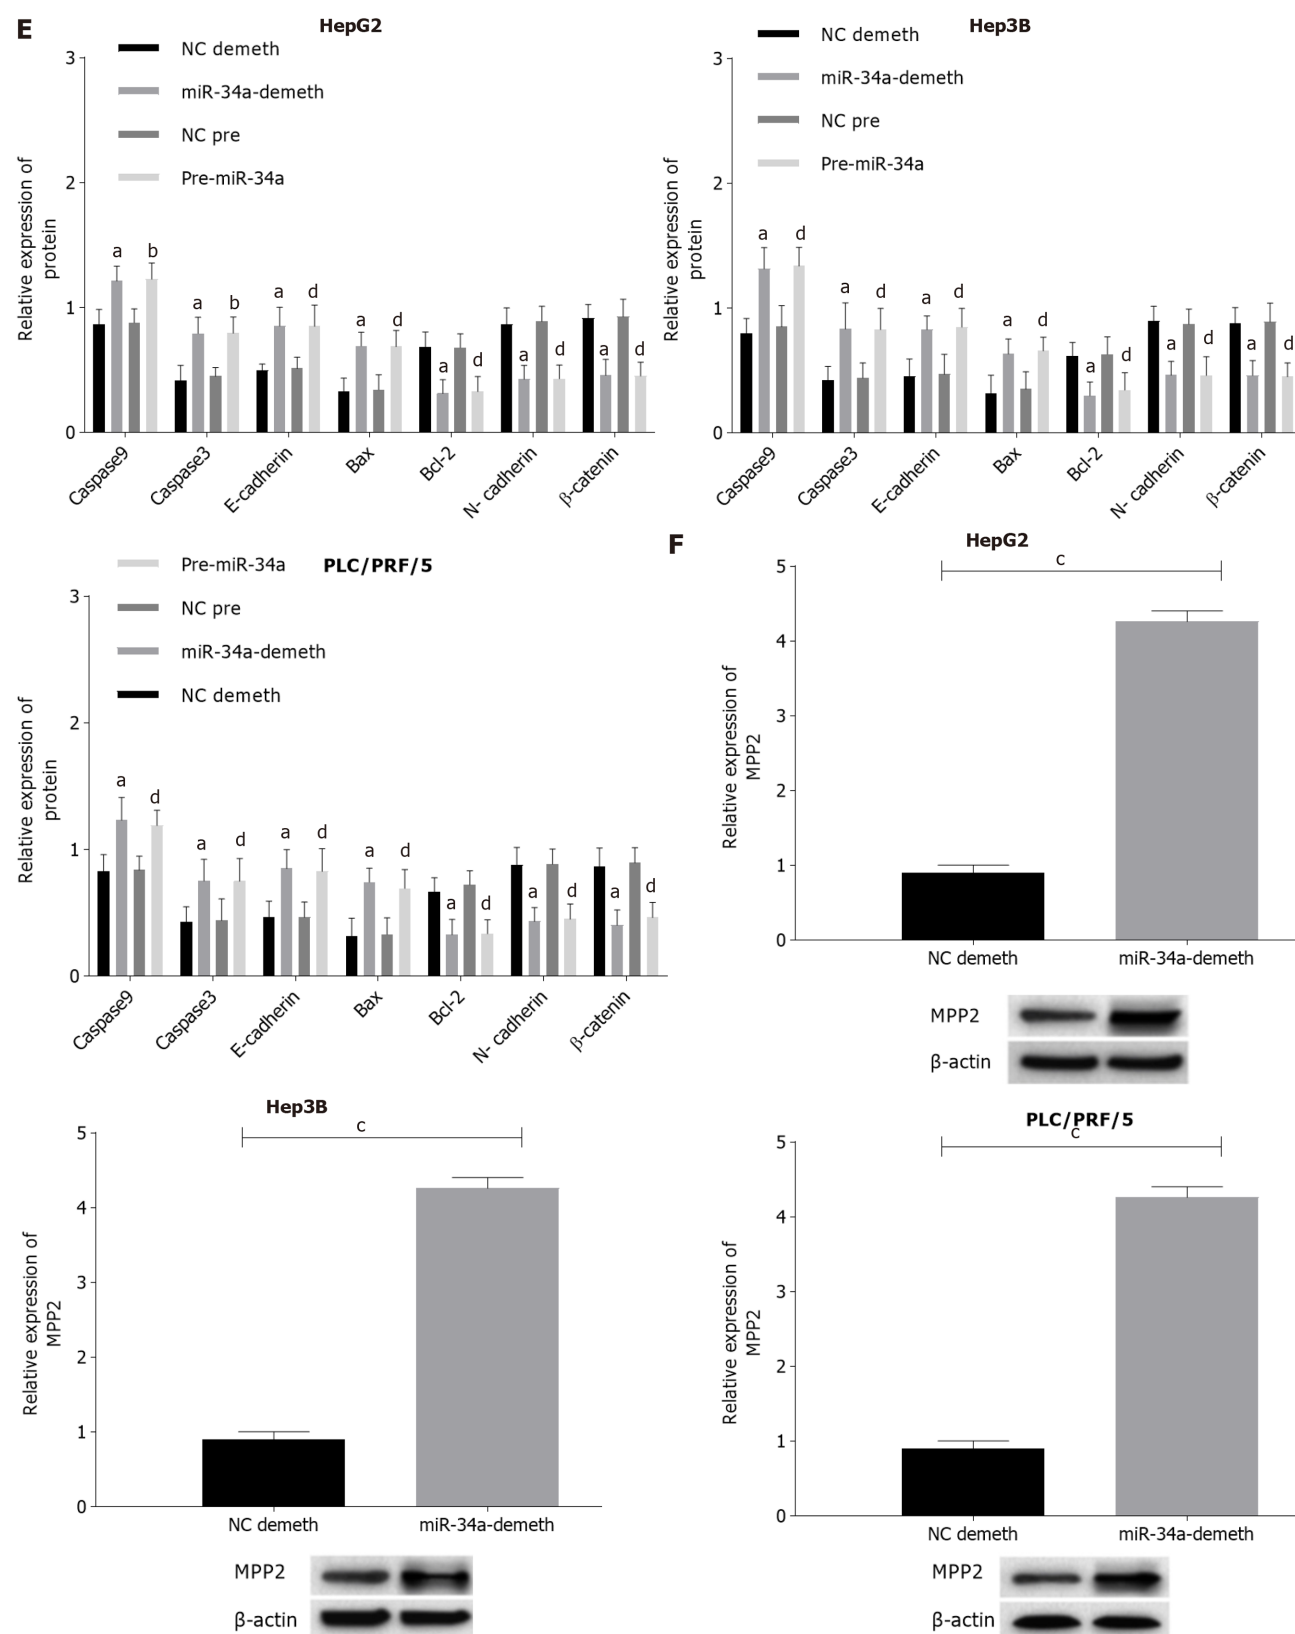 E
HepG2
NC demeth
miR-34a-demeth
NC pre
Pre-miR-34a
3
2
1
0
Relative expression of
protein
a
b
a
b
a
d
a
d
a
d
a
d
a
d
Caspase9
Caspase3
E-cadherin
Bax
Bcl-2
N- cadherin
β-catenin
Hep3B
NC demeth
miR-34a-demeth
NC pre
Pre-miR-34a
3
2
1
0
Relative expression of
protein
a
d
a
d
a
d
a
d
a
d
a
d
a
d
Caspase9
Caspase3
E-cadherin
Bax
Bcl-2
N- cadherin
β-catenin
PLC/PRF/5
Pre-miR-34a
NC pre
miR-34a-demeth
NC demeth
3
2
1
0
Relative expression of
protein
a
d
a
d
a
d
a
d
a
d
a
d
a
d
Caspase9
Caspase3
E-cadherin
Bax
Bcl-2
N- cadherin
β-catenin
F
HepG2
c
5
4
3
2
1
0
Relative expression of
MPP2
NC demeth
miR-34a-demeth
MPP2
β-actin
Hep3B
c
5
4
3
2
1
0
Relative expression of
MPP2
NC demeth
miR-34a-demeth
MPP2
β-actin
PLC/PRF/5
c
5
4
3
2
1
0
Relative expression of
MPP2
NC demeth
miR-34a-demeth
MPP2
β-actin